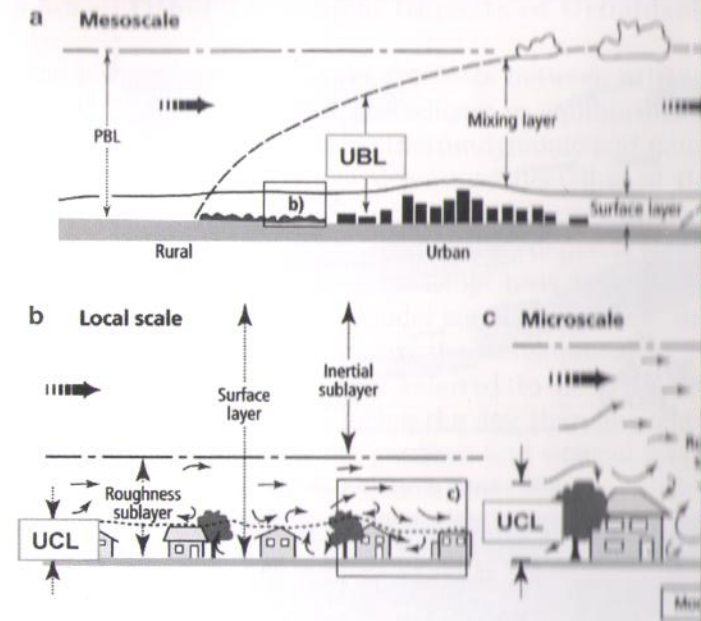 a Mesoscale
PBL
UBL
Mixing layer
b)
Surface layer
Rural
Urban
b Local scale
Surface
layer
Inertial
sublayer
Roughness
sublayer
c)
UCL
c Microscale
UCL